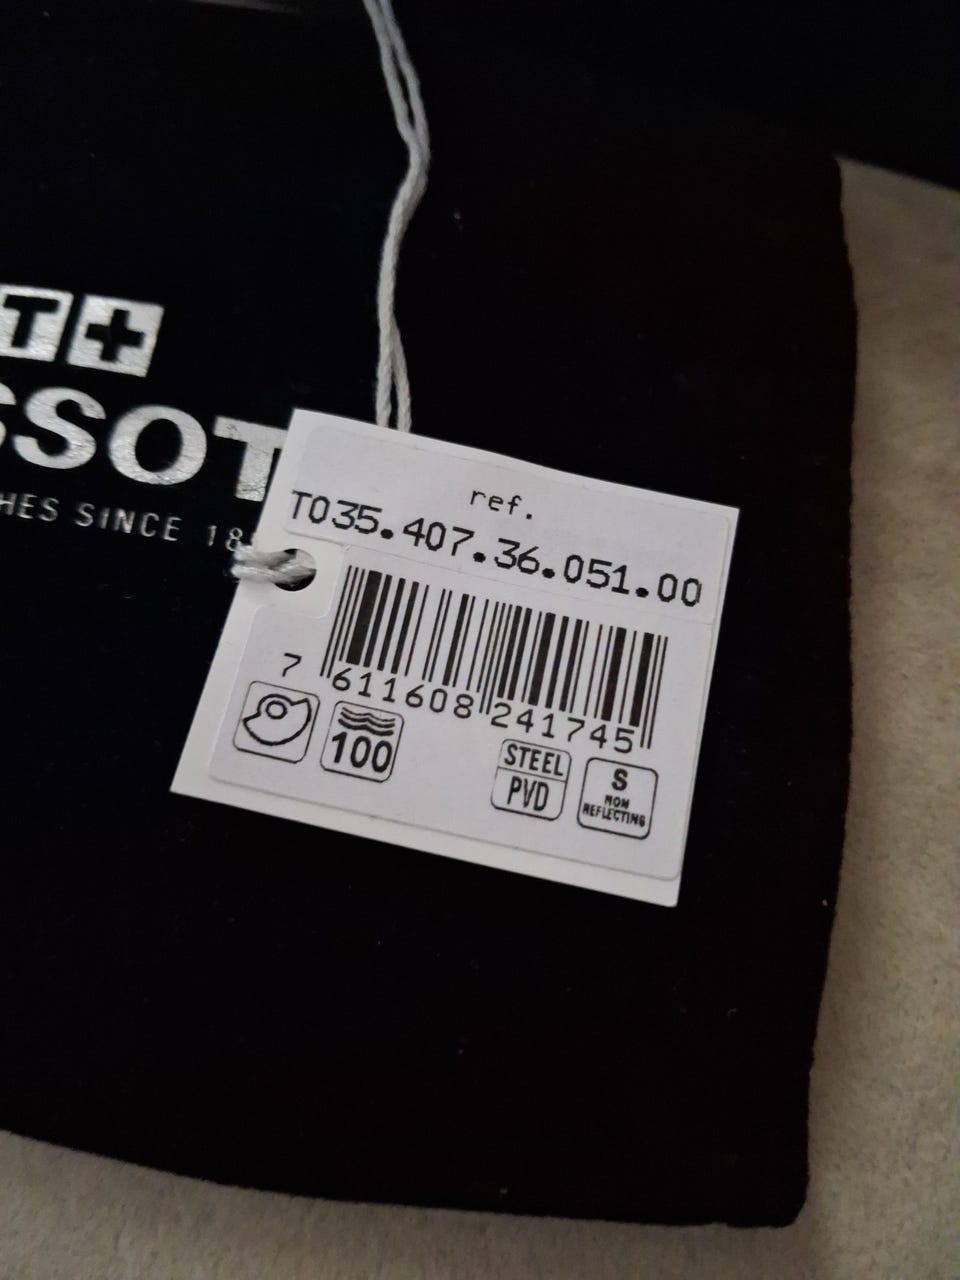 T+
SSOT
HES SINCE 18
ref.
T035.407.36.051.00
7 611608 241745
100
STEEL
PVD
S
NON
REFLECTING